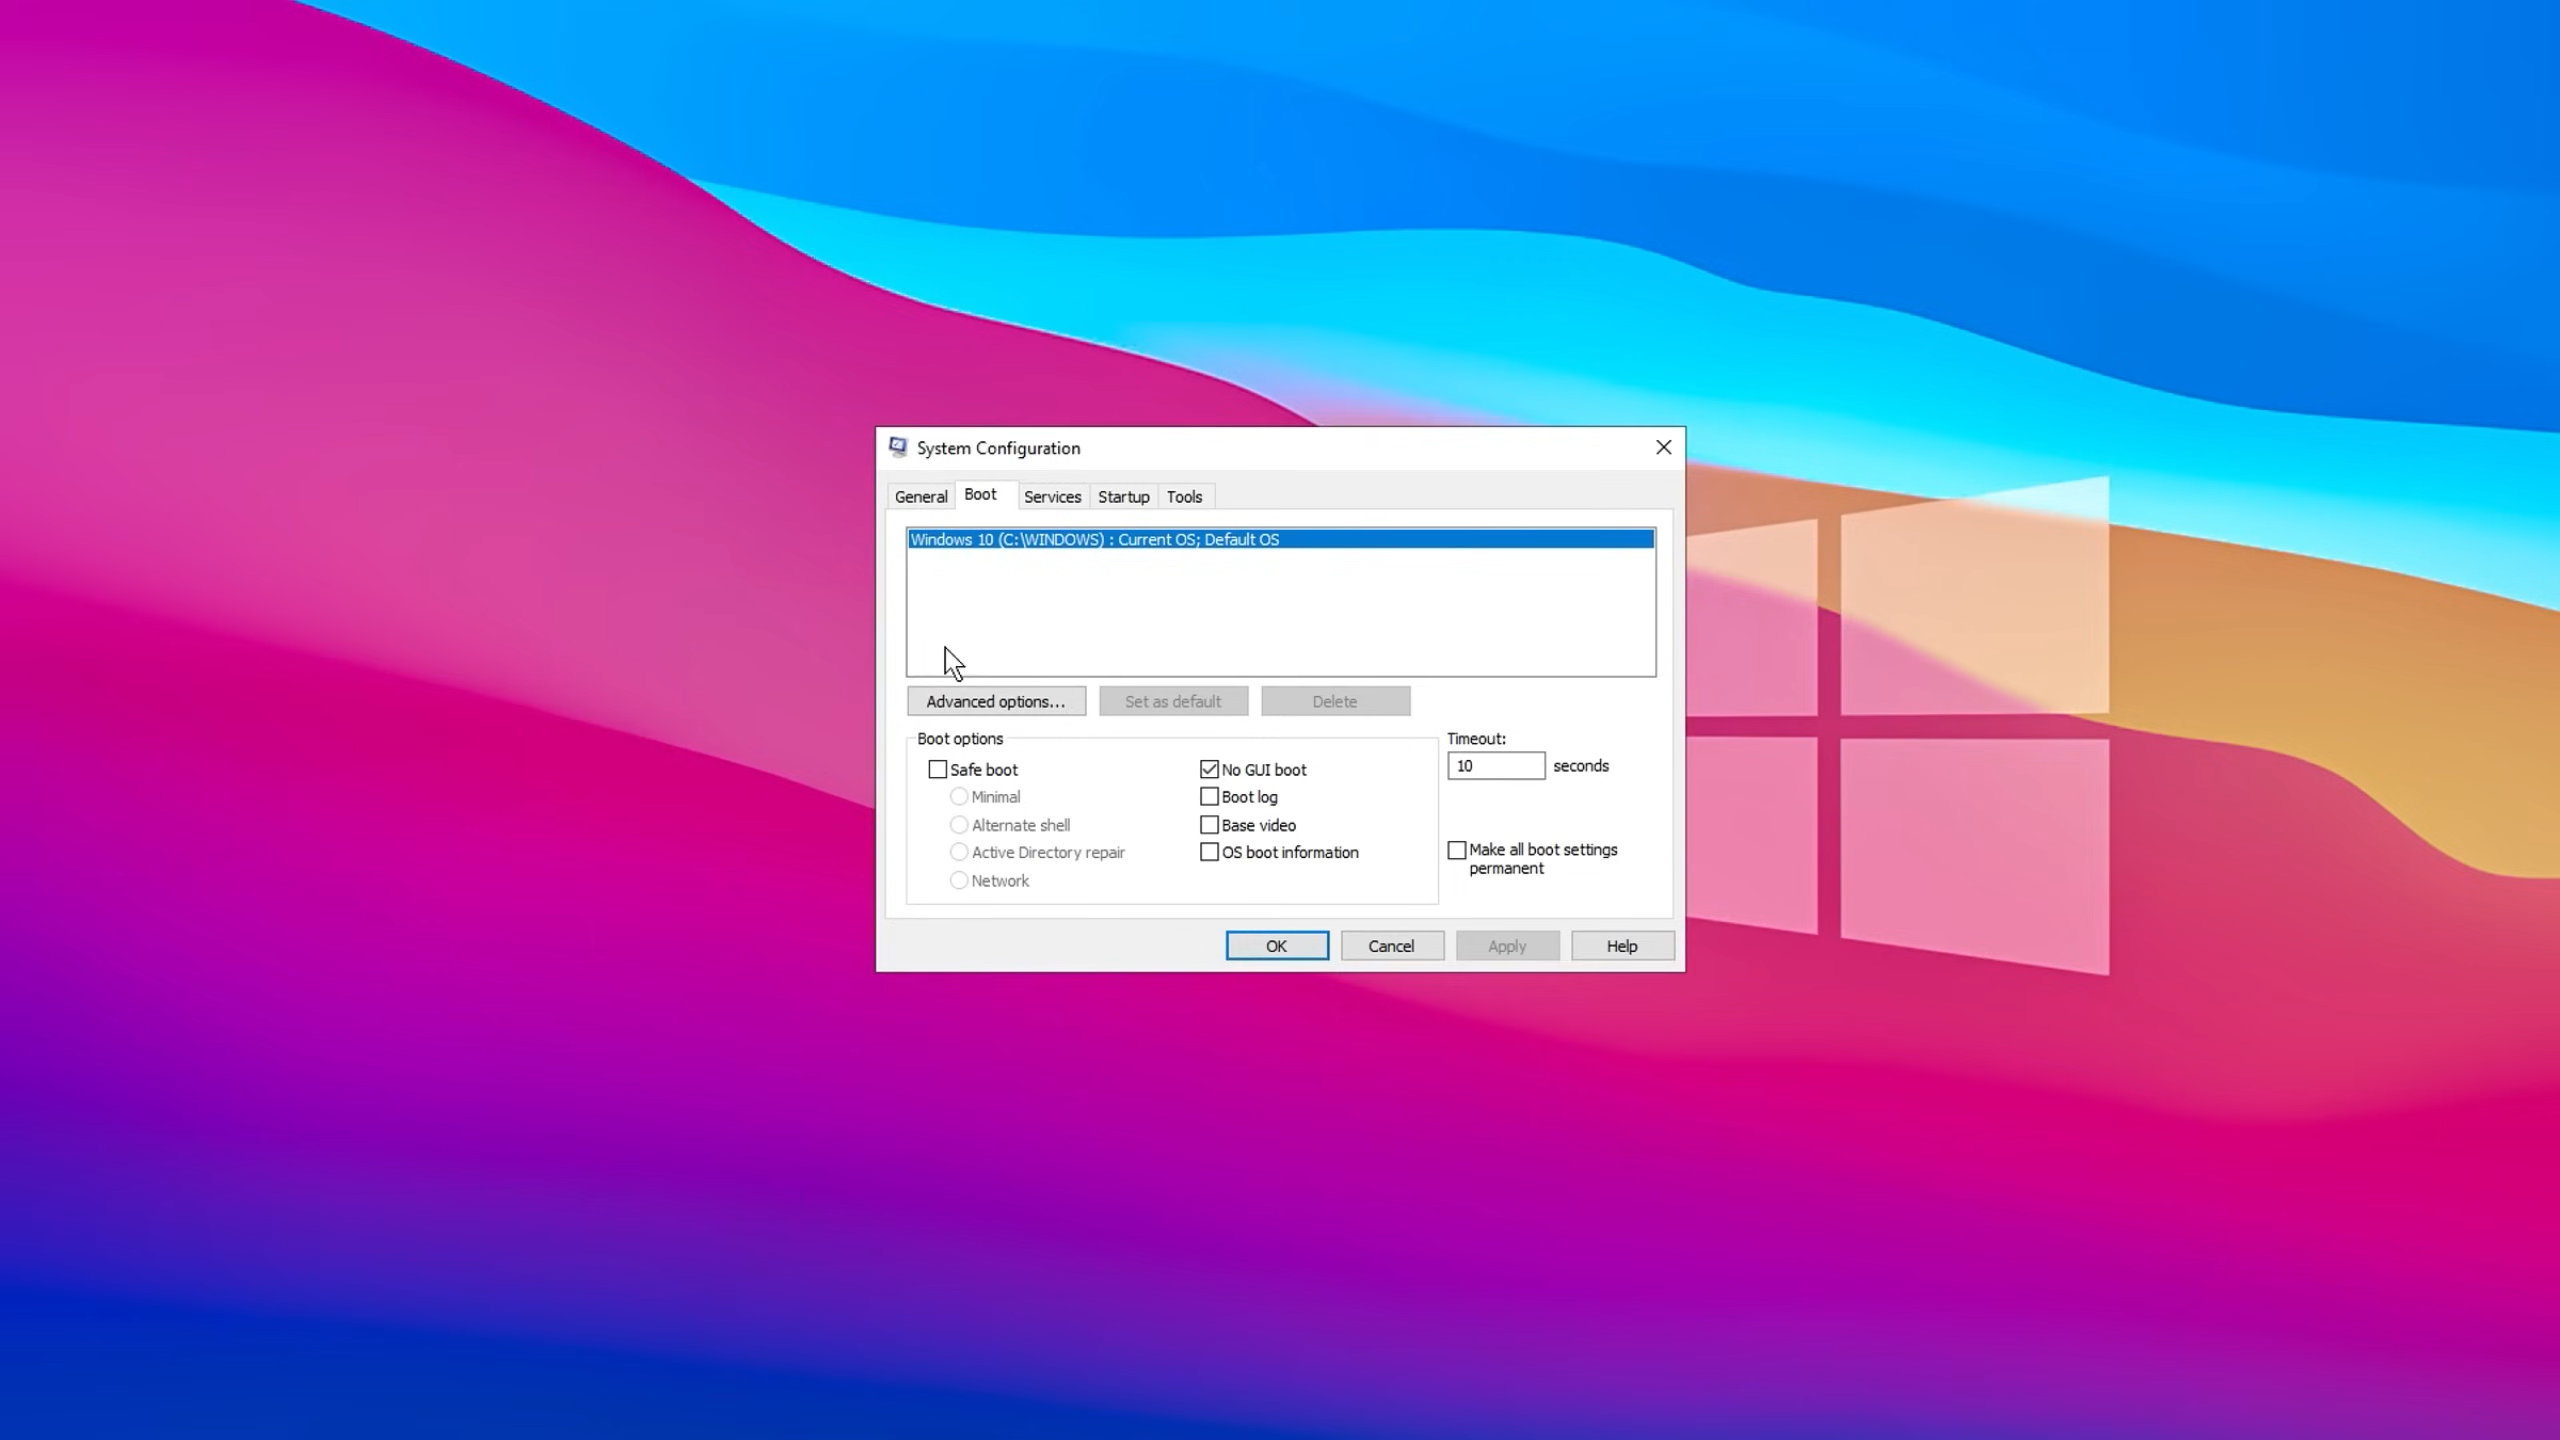 System Configuration
General Boot Services Startup Tools
Windows 10 (C:\WINDOWS) : Current OS; Default OS
Advanced options... Set as default Delete
Boot options
Timeout:
Safe boot
No GUI boot
10 seconds
Minimal
Boot log
Alternate shell
Base video
Active Directory repair
OS boot information
Make all boot settings
permanent
Network
OK Cancel Apply Help